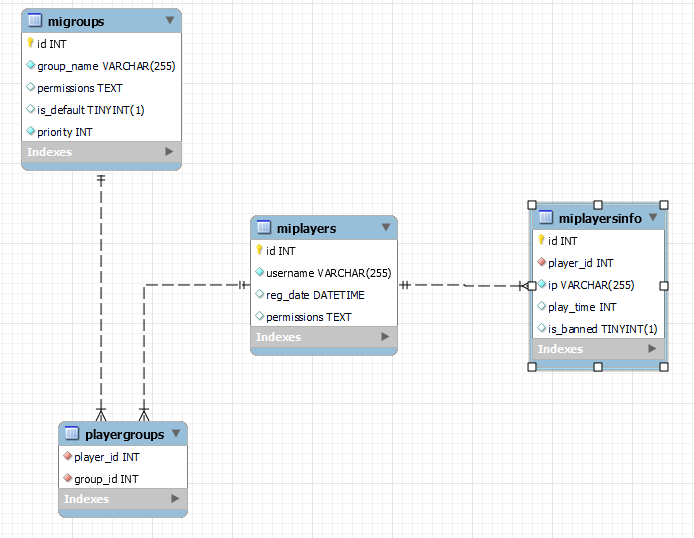 migroups
id INT
group_name VARCHAR(255)
permissions TEXT
is_default TINYINT(1)
priority INT
Indexes
miplayers
id INT
username VARCHAR(255)
reg_date DATETIME
permissions TEXT
Indexes
miplayersinfo
id INT
player_id INT
ip VARCHAR(255)
play_time INT
is_banned TINYINT(1)
Indexes
playergroups
player_id INT
group_id INT
Indexes